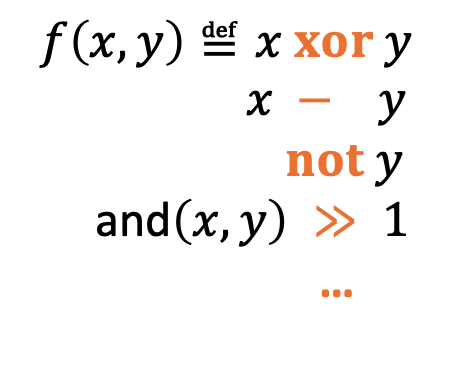 f(x, y) ≝ x xor y
x − y
not y
and(x, y) ≫ 1
...